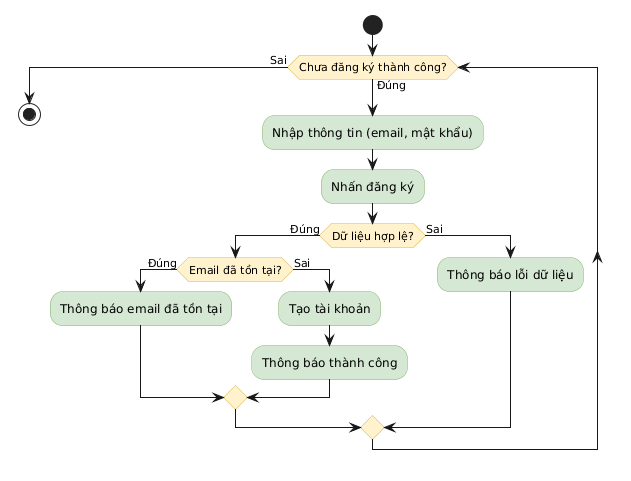 Sai
Chưa đăng ký thành công?
Đúng
Nhập thông tin (email, mật khẩu)
Nhấn đăng ký
Đúng
Dữ liệu hợp lệ?
Sai
Đúng
Email đã tồn tại?
Sai
Thông báo lỗi dữ liệu
Thông báo email đã tồn tại
Tạo tài khoản
Thông báo thành công